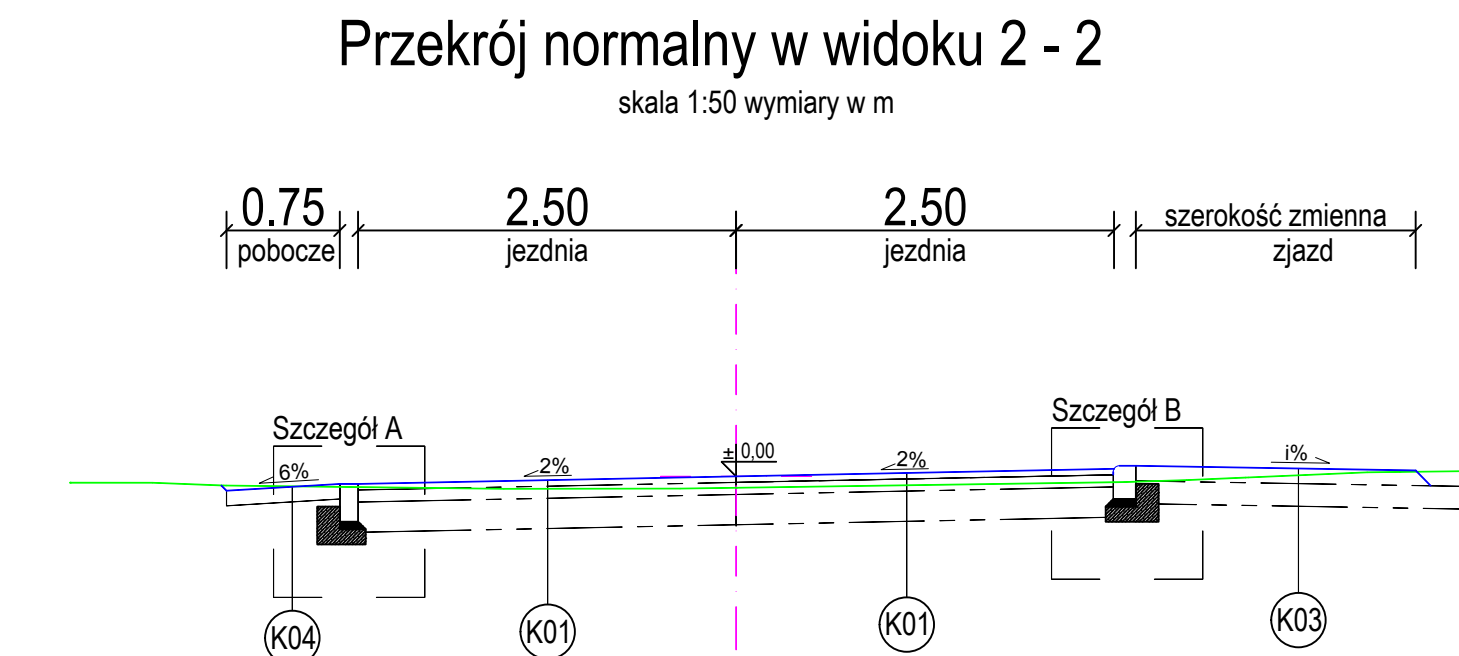 Przekrój normalny w widoku 2 - 2
skala 1:50 wymiary w m
0.75 2.50 2.50 szerokość zmienna
pobocze jezdnia jezdnia zjazd
Szczegół A Szczegół B
6% 2% ± 0,00 2% i%
K04 K01 K01 K03